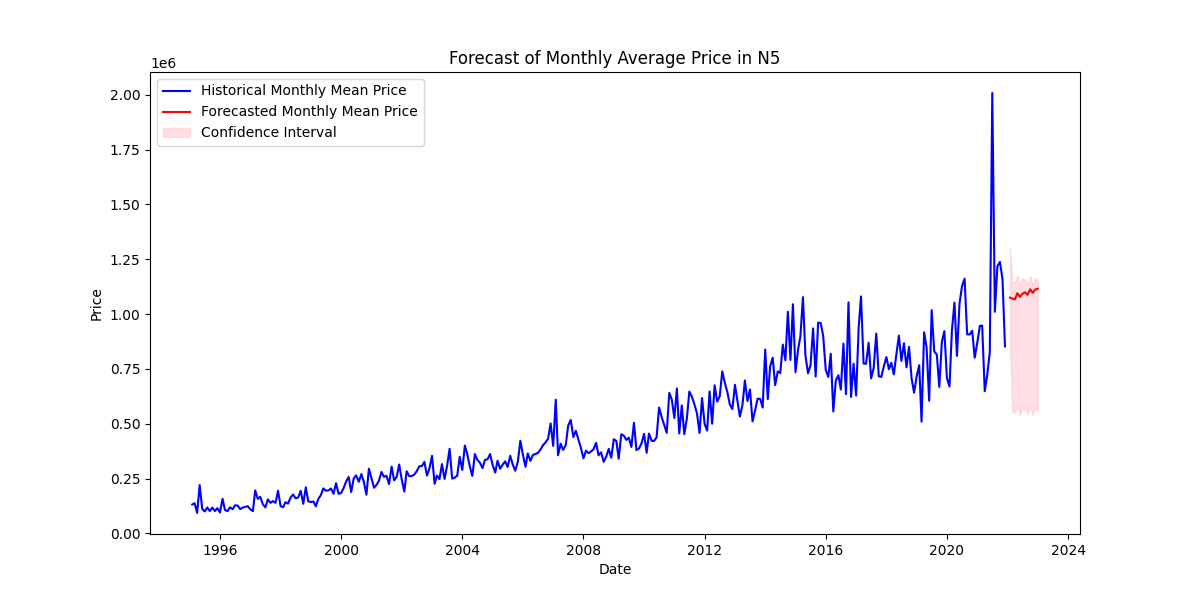 Forecast of Monthly Average Price in N5
1e6
2.00
1.75
1.50
1.25
1.00
0.75
0.50
0.25
0.00
Price
Historical Monthly Mean Price
Forecasted Monthly Mean Price
Confidence Interval
1996 2000 2004 2008 2012 2016 2020 2024
Date